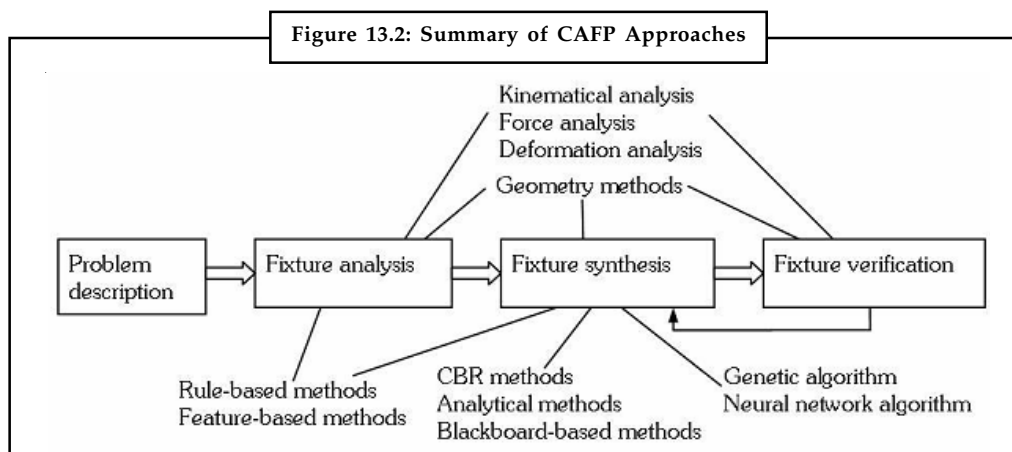 Figure 13.2: Summary of CAFP Approaches
Kinematical analysis
Force analysis
Deformation analysis
Geometry methods
Problem
description
Fixture analysis
Fixture synthesis
Fixture verification
Rule-based methods
Feature-based methods
CBR methods
Analytical methods
Blackboard-based methods
Genetic algorithm
Neural network algorithm